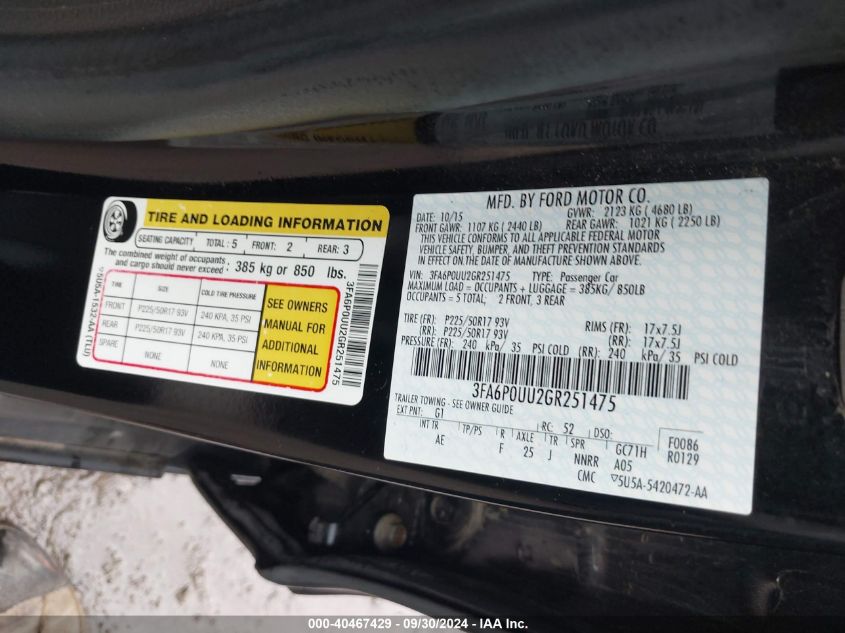 TIRE AND LOADING INFORMATION
SEATING CAPACITY TOTAL: 5 FRONT: 2 REAR: 3
The combined weight of occupants and cargo should never exceed: 385 kg or 850 lbs.
TIRE SIZE COLD TIRE PRESSURE
FRONT P225/50R17 93V 240 KPA, 35 PSI
REAR P225/50R17 93V 240 KPA, 35 PSI
SPARE NONE NONE
SEE OWNERS
MANUAL FOR
ADDITIONAL
INFORMATION
5U5A-1532-AA (TLU)
3FA6P0UU2GR251475
MFD. BY FORD MOTOR CO.
DATE: 10/15 GVWR: 2123 KG ( 4680 LB)
FRONT GAWR: 1107 KG ( 2440 LB) REAR GAWR: 1021 KG ( 2250 LB)
THIS VEHICLE CONFORMS TO ALL APPLICABLE FEDERAL MOTOR
VEHICLE SAFETY, BUMPER, AND THEFT PREVENTION STANDARDS
IN EFFECT ON THE DATE OF MANUFACTURE SHOWN ABOVE.
VIN: 3FA6P0UU2GR251475 TYPE: Passenger Car
MAXIMUM LOAD = OCCUPANTS + LUGGAGE = 385KG/ 850LB
OCCUPANTS = 5 TOTAL; 2 FRONT, 3 REAR
TIRE (FR): P225/50R17 93V RIMS (FR): 17x7.5J
(RR): P225/50R17 93V (RR): 17x7.5J
PRESSURE (FR): 240 kPa/ 35 PSI COLD (RR): 240 kPa/ 35 PSI COLD
3FA6P0UU2GR251475
TRAILER TOWING - SEE OWNER GUIDE
EXT PNT: G1 RC: 52 DSO: F0086
INT TR TP/PS R AXLE TR SPR GC71H R0129
AE F 25 J NNRR A05
CMC 5U5A-5420472-AA
000-40467429 - 09/30/2024 - IAA Inc.